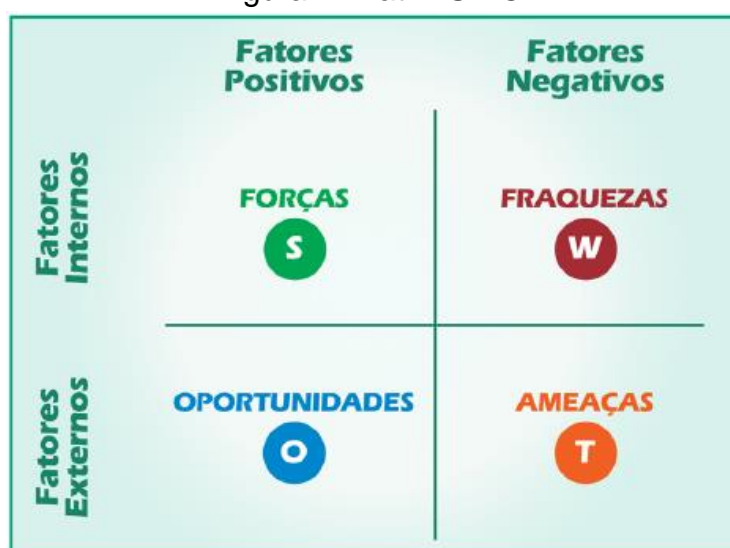 Fatores
Positivos
Fatores
Negativos
Fatores
Internos
FORÇAS
S
FRAQUEZAS
W
Fatores
Externos
OPORTUNIDADES
O
AMEAÇAS
T